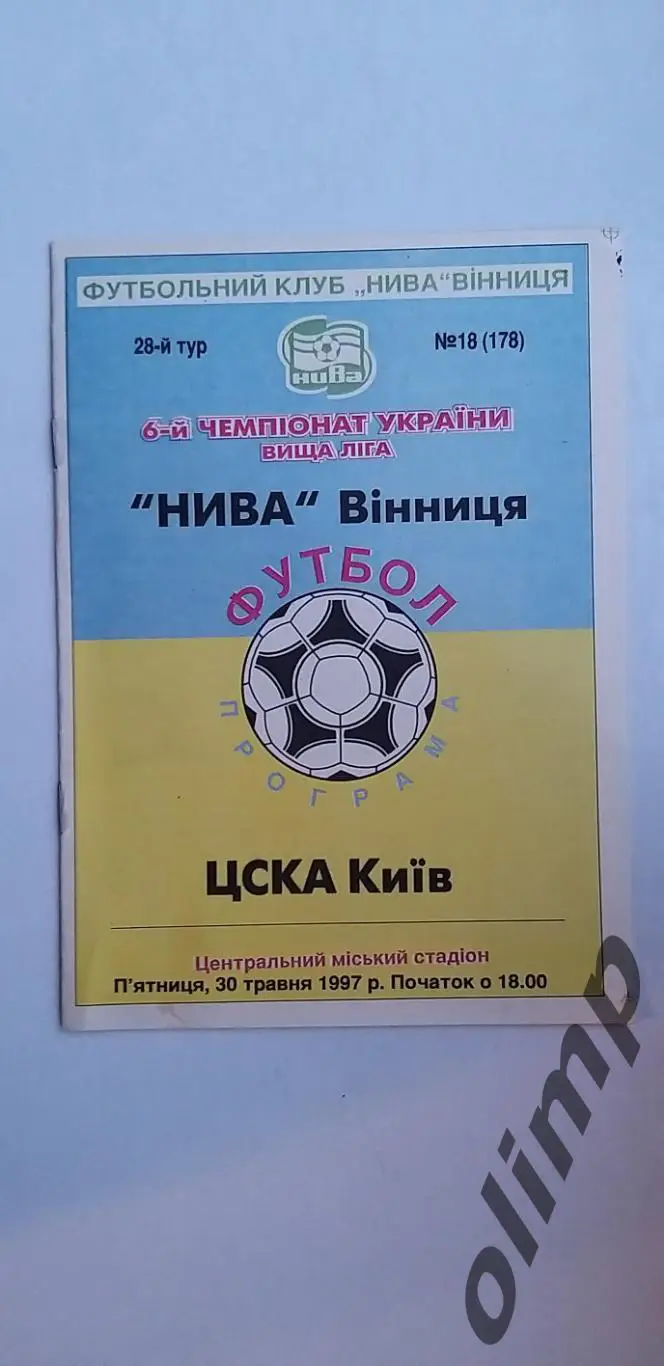 ФУТБОЛЬНИЙ КЛУБ „НИВА“ ВІННИЦЯ
28-й тур
№18 (178)
нива
6-й ЧЕМПІОНАТ УКРАЇНИ
ВИЩА ЛІГА
“НИВА“ Вінниця
ФУТБОЛ
ПРОГРАМА
ЦСКА Київ
Центральний міський стадіон
П'ятниця, 30 травня 1997 р. Початок о 18.00
olimp